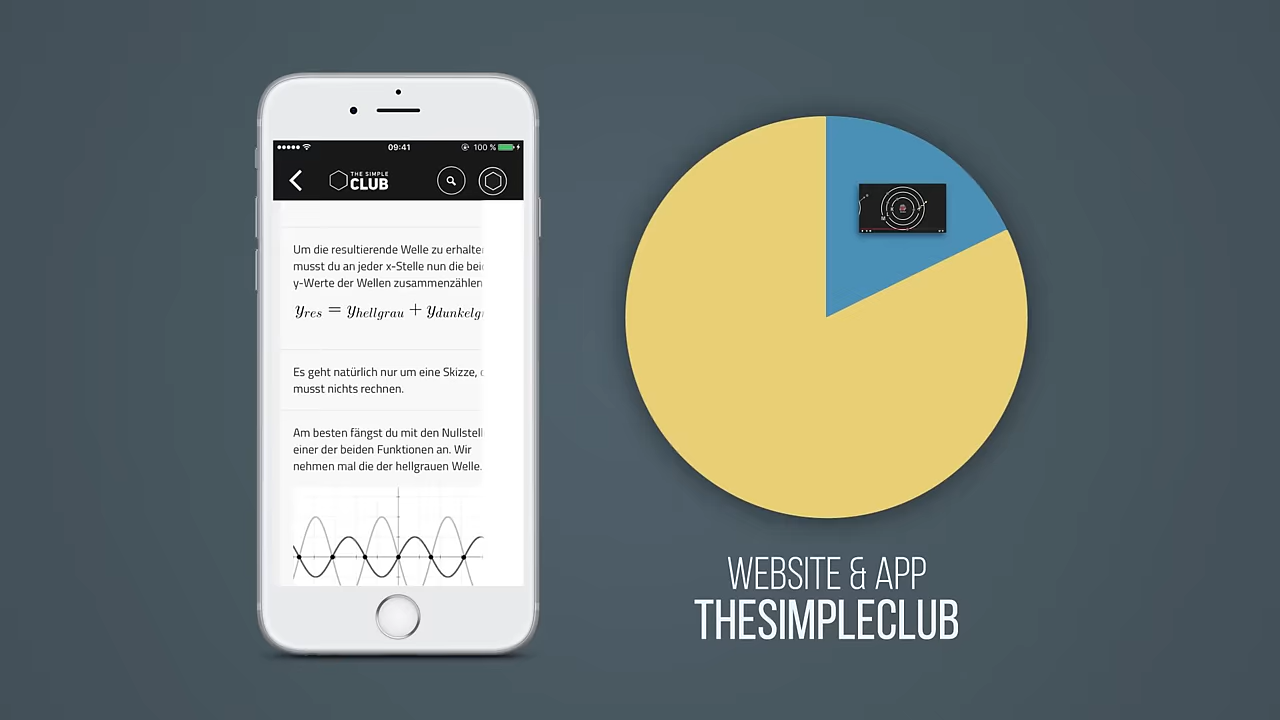 09:41
100 %
THE SIMPLE
CLUB
Um die resultierende Welle zu erhalte
musst du an jeder x-Stelle nun die
y-Werte der Wellen zusammenzählen
yres = yhellgrau + ydunkelg
Es geht natürlich nur um eine Skizze,
musst nichts rechnen.
Am besten fängst du mit den Nullstell
einer der beiden Funktionen an. Wir
nehmen mal die der hellgrauen Welle.
WEBSITE & APP
THESIMPLECLUB